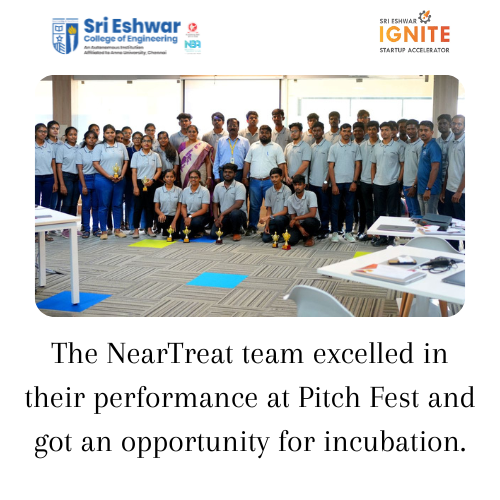 Sri Eshwar
College of Engineering
An Autonomous Institution
Affiliated to Anna University, Chennai
SRI ESHWAR
IGNITE
STARTUP ACCELERATOR
The NearTreat team excelled in
their performance at Pitch Fest and
got an opportunity for incubation.